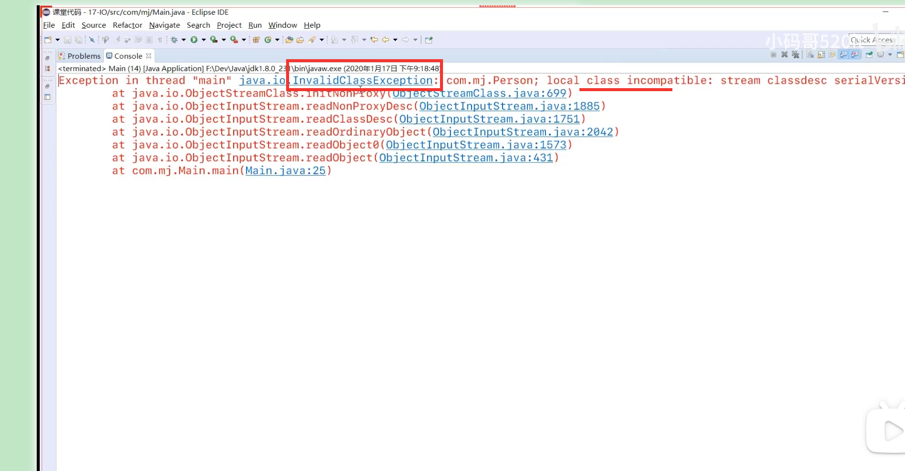 课堂代码 - 17-IO/src/com/mj/Main.java - Eclipse IDE
File Edit Source Refactor Navigate Search Project Run Window Help
小码哥520
Quick Access
Problems Console
<terminated> Main (14) [Java Application] F:\Dev\Java\jdk1.8.0_231\bin\javaw.exe (2020年1月17日 下午9:18:48)
Exception in thread "main" java.io.InvalidClassException: com.mj.Person; local class incompatible: stream classdesc serialVersi
at java.io.ObjectStreamClass.initNonProxy(ObjectStreamClass.java:699)
at java.io.ObjectInputStream.readNonProxyDesc(ObjectInputStream.java:1885)
at java.io.ObjectInputStream.readClassDesc(ObjectInputStream.java:1751)
at java.io.ObjectInputStream.readOrdinaryObject(ObjectInputStream.java:2042)
at java.io.ObjectInputStream.readObject0(ObjectInputStream.java:1573)
at java.io.ObjectInputStream.readObject(ObjectInputStream.java:431)
at com.mj.Main.main(Main.java:25)